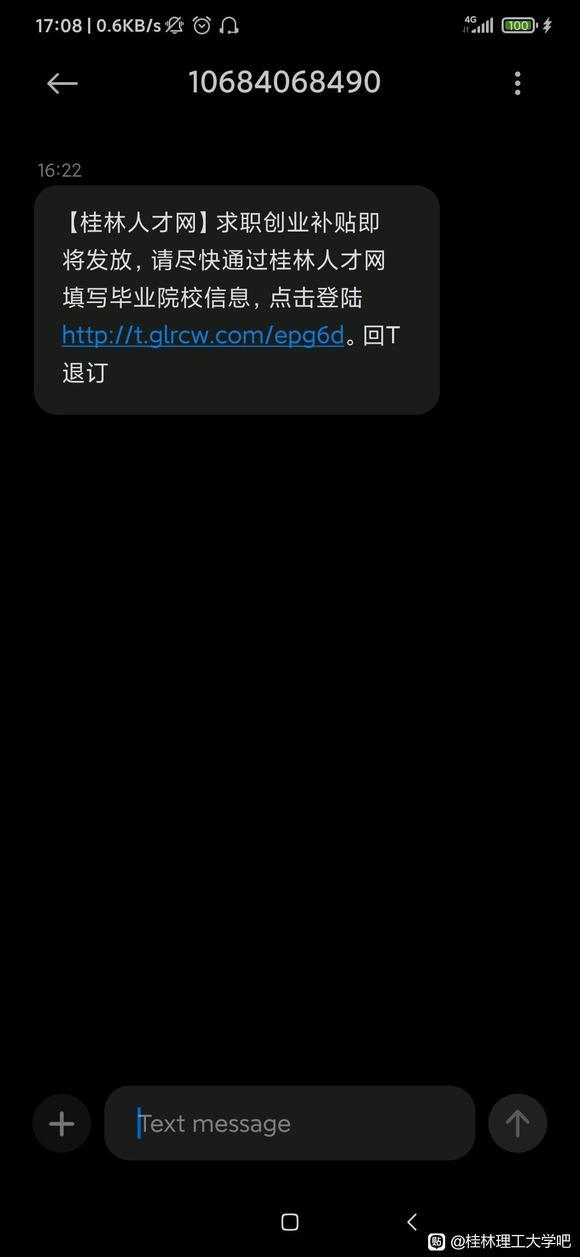 17:08 | 0.6KB/s
4G
100
10684068490
16:22
【桂林人才网】求职创业补贴即
将发放，请尽快通过桂林人才网
填写毕业院校信息，点击登陆
http://t.glrcw.com/epg6d。回T
退订
Text message
贴 @桂林理工大学吧